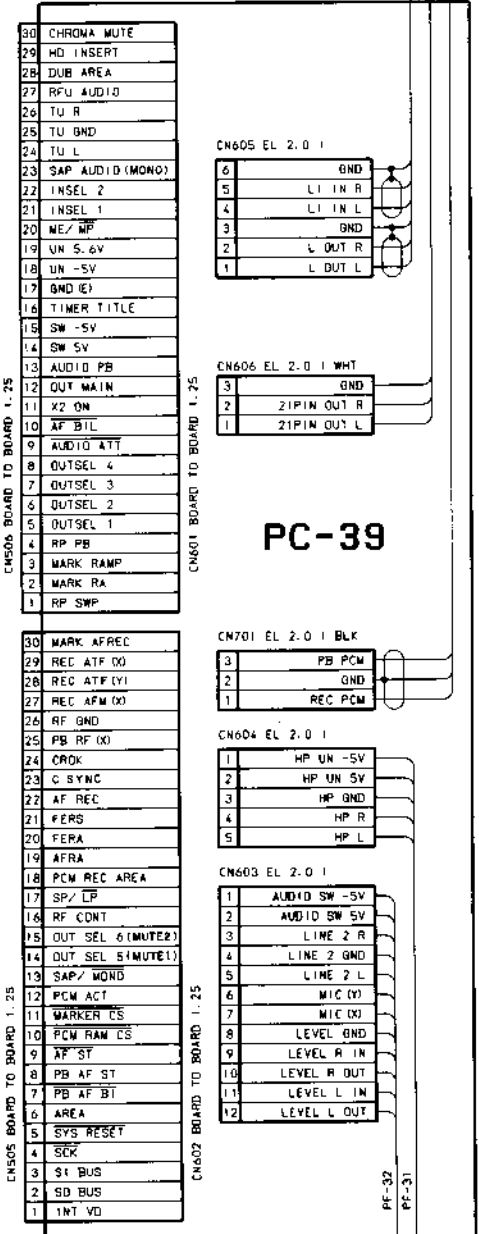 30 CHROMA MUTE
29 HD INSERT
28 DUB AREA
27 RFU AUDIO
26 TU R
25 TU GND
24 TU L
23 SAP AUDIO (MONO)
22 INSEL 2
21 INSEL 1
20 ME/ MP
19 UN 5.6V
18 UN -5V
17 GND (E)
16 TIMER TITLE
15 SW -5V
14 SW 5V
13 AUDIO PB
12 OUT MAIN
11 X2 ON
10 AF BIL
9 AUDIO ATT
8 OUTSEL 4
7 OUTSEL 3
6 OUTSEL 2
5 OUTSEL 1
4 RP PB
3 MARK RAMP
2 MARK RA
1 RP SWP
CN506 BOARD TO BOARD 1.25
CN601 BOARD TO BOARD 1.25
30 MARK AFREC
29 REC ATF (X)
28 REC ATF (Y)
27 REC AFM (X)
26 RF GND
25 PB RF (X)
24 CROK
23 C SYNC
22 AF REC
21 FERS
20 FERA
19 AFRA
18 PCM REC AREA
17 SP/ LP
16 RF CONT
15 OUT SEL 6 (MUTE2)
14 OUT SEL 5 (MUTE1)
13 SAP/ MONO
12 PCM ACT
11 MARKER CS
10 PCM RAM CS
9 AF ST
8 PB AF ST
7 PB AF BI
6 AREA
5 SYS RESET
4 SCK
3 SI BUS
2 SO BUS
1 INT VD
CN505 BOARD TO BOARD 1.25
CN602 BOARD TO BOARD 1.25
CN605 EL 2.0 I
6 GND
5 LI IN R
4 LI IN L
3 GND
2 L OUT R
1 L OUT L
CN606 EL 2.0 I WHT
3 GND
2 21PIN OUT R
1 21PIN OUT L
PC-39
CN701 EL 2.0 I BLK
3 PB PCM
2 GND
1 REC PCM
CN604 EL 2.0 I
1 HP UN -5V
2 HP UN 5V
3 HP GND
4 HP R
5 HP L
CN603 EL 2.0 I
1 AUDIO SW -5V
2 AUDIO SW 5V
3 LINE 2 R
4 LINE 2 GND
5 LINE 2 L
6 MIC (Y)
7 MIC (X)
8 LEVEL GND
9 LEVEL R IN
10 LEVEL R OUT
11 LEVEL L IN
12 LEVEL L OUT
PF-32
PF-31